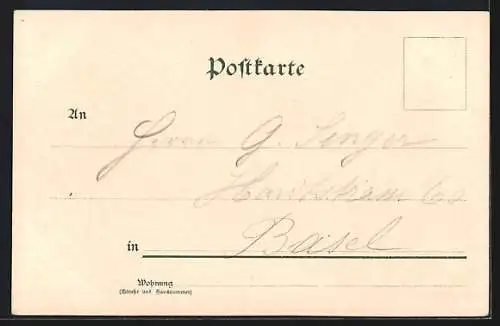 Postkarte
An
Herrn G. Senger
in Basel
Wohnung
(Straße und Hausnummer)